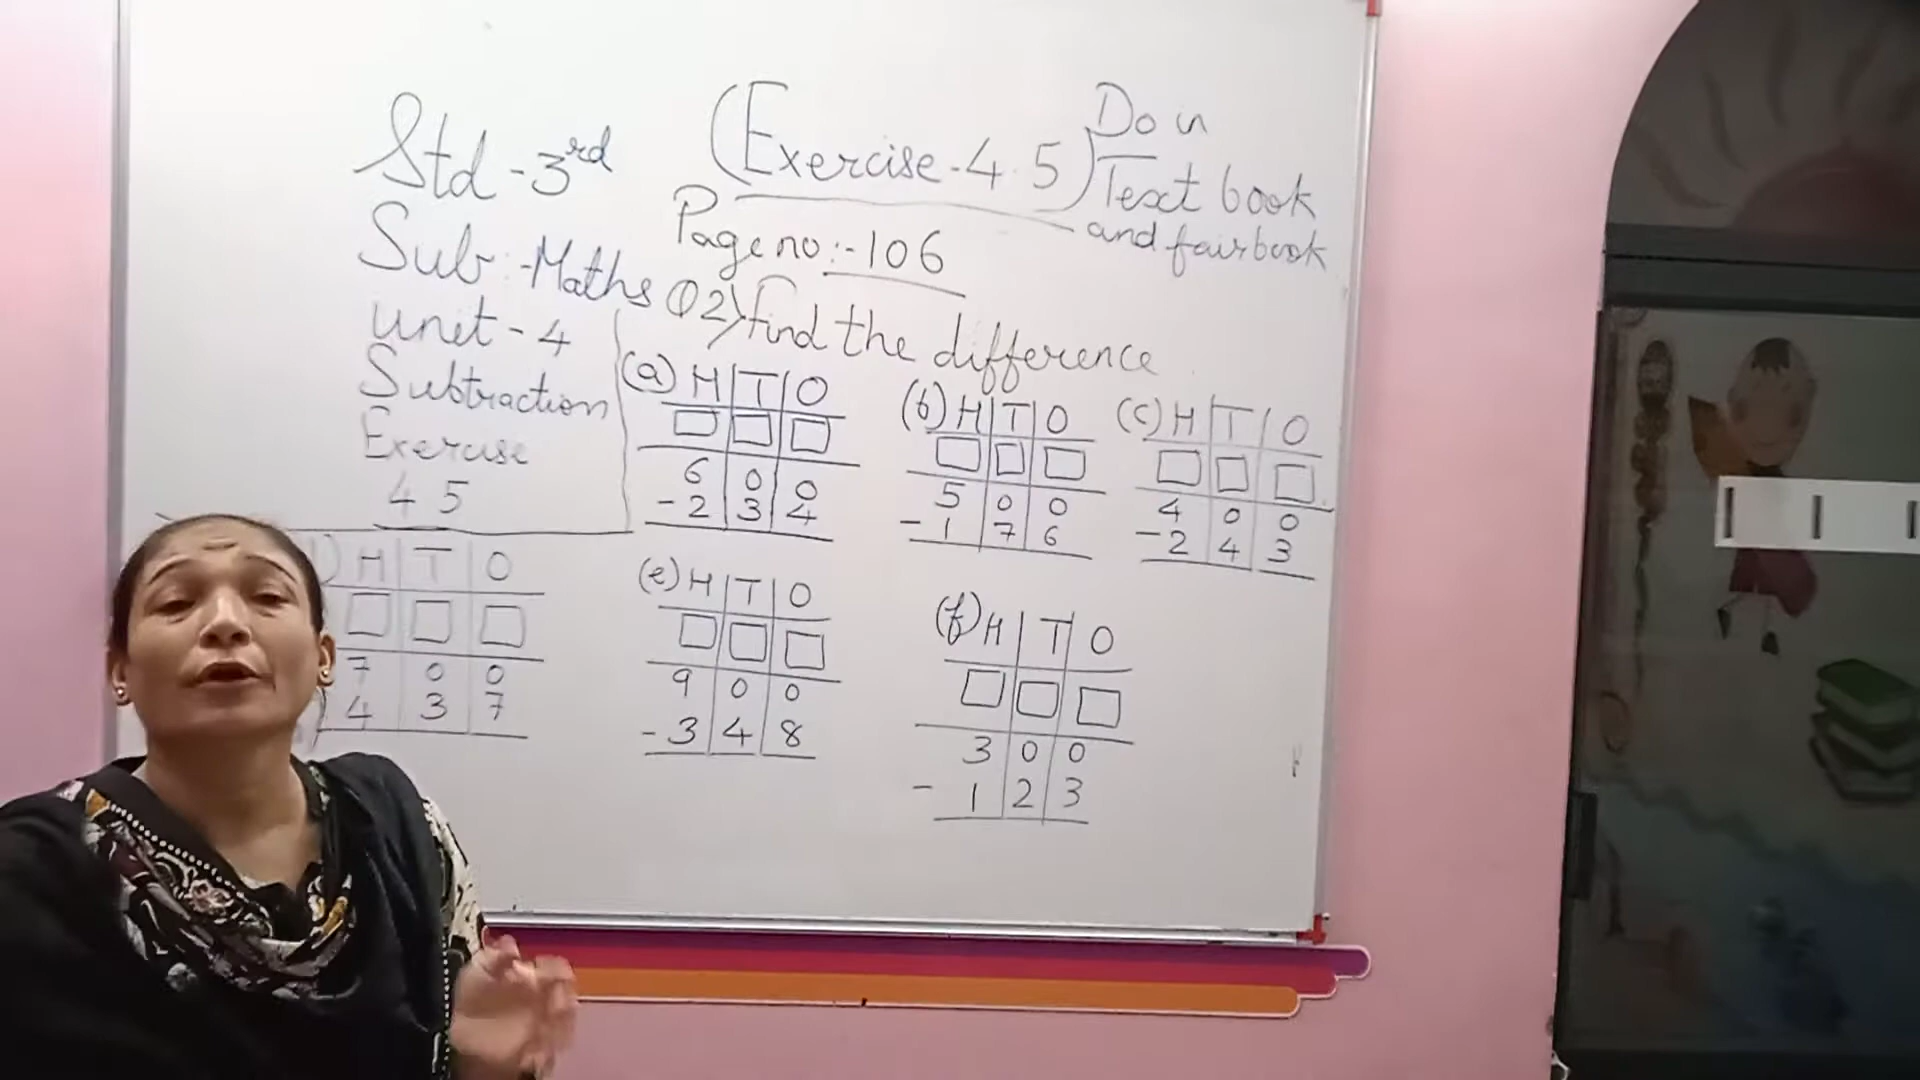 Std - 3rd
Sub :- Maths
unit - 4
Subtraction
Exercise
4 5
(Exercise - 4.5)
Do in
Text book
and fairbook
Page no :- 106
Q2) find the difference
(a) H T O
6 0 0
- 2 3 4
(b) H T O
5 0 0
- 1 7 6
(c) H T O
4 0 0
- 2 4 3
) H T O
7 0 0
4 3 7
(e) H T O
9 0 0
- 3 4 8
(f) H T O
3 0 0
- 1 2 3